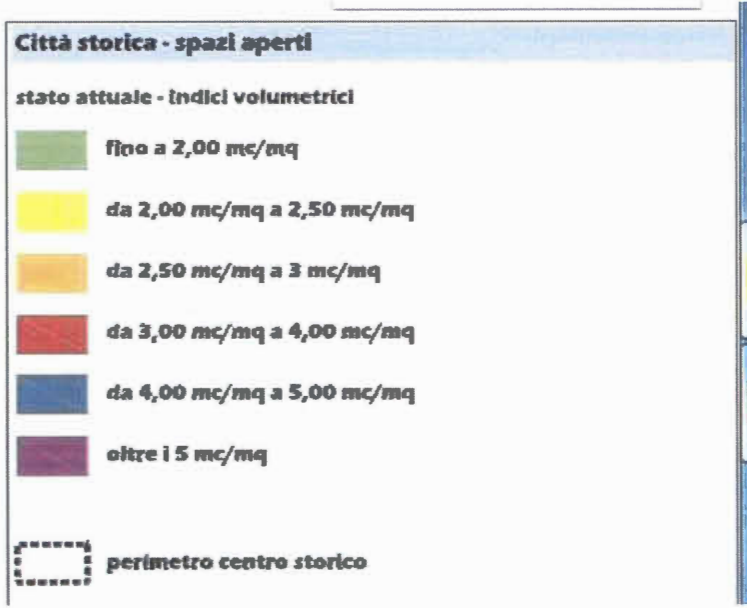 Città storica - spazi aperti
stato attuale - indici volumetrici
fino a 2,00 mc/mq
da 2,00 mc/mq a 2,50 mc/mq
da 2,50 mc/mq a 3 mc/mq
da 3,00 mc/mq a 4,00 mc/mq
da 4,00 mc/mq a 5,00 mc/mq
oltre i 5 mc/mq
perimetro centro storico